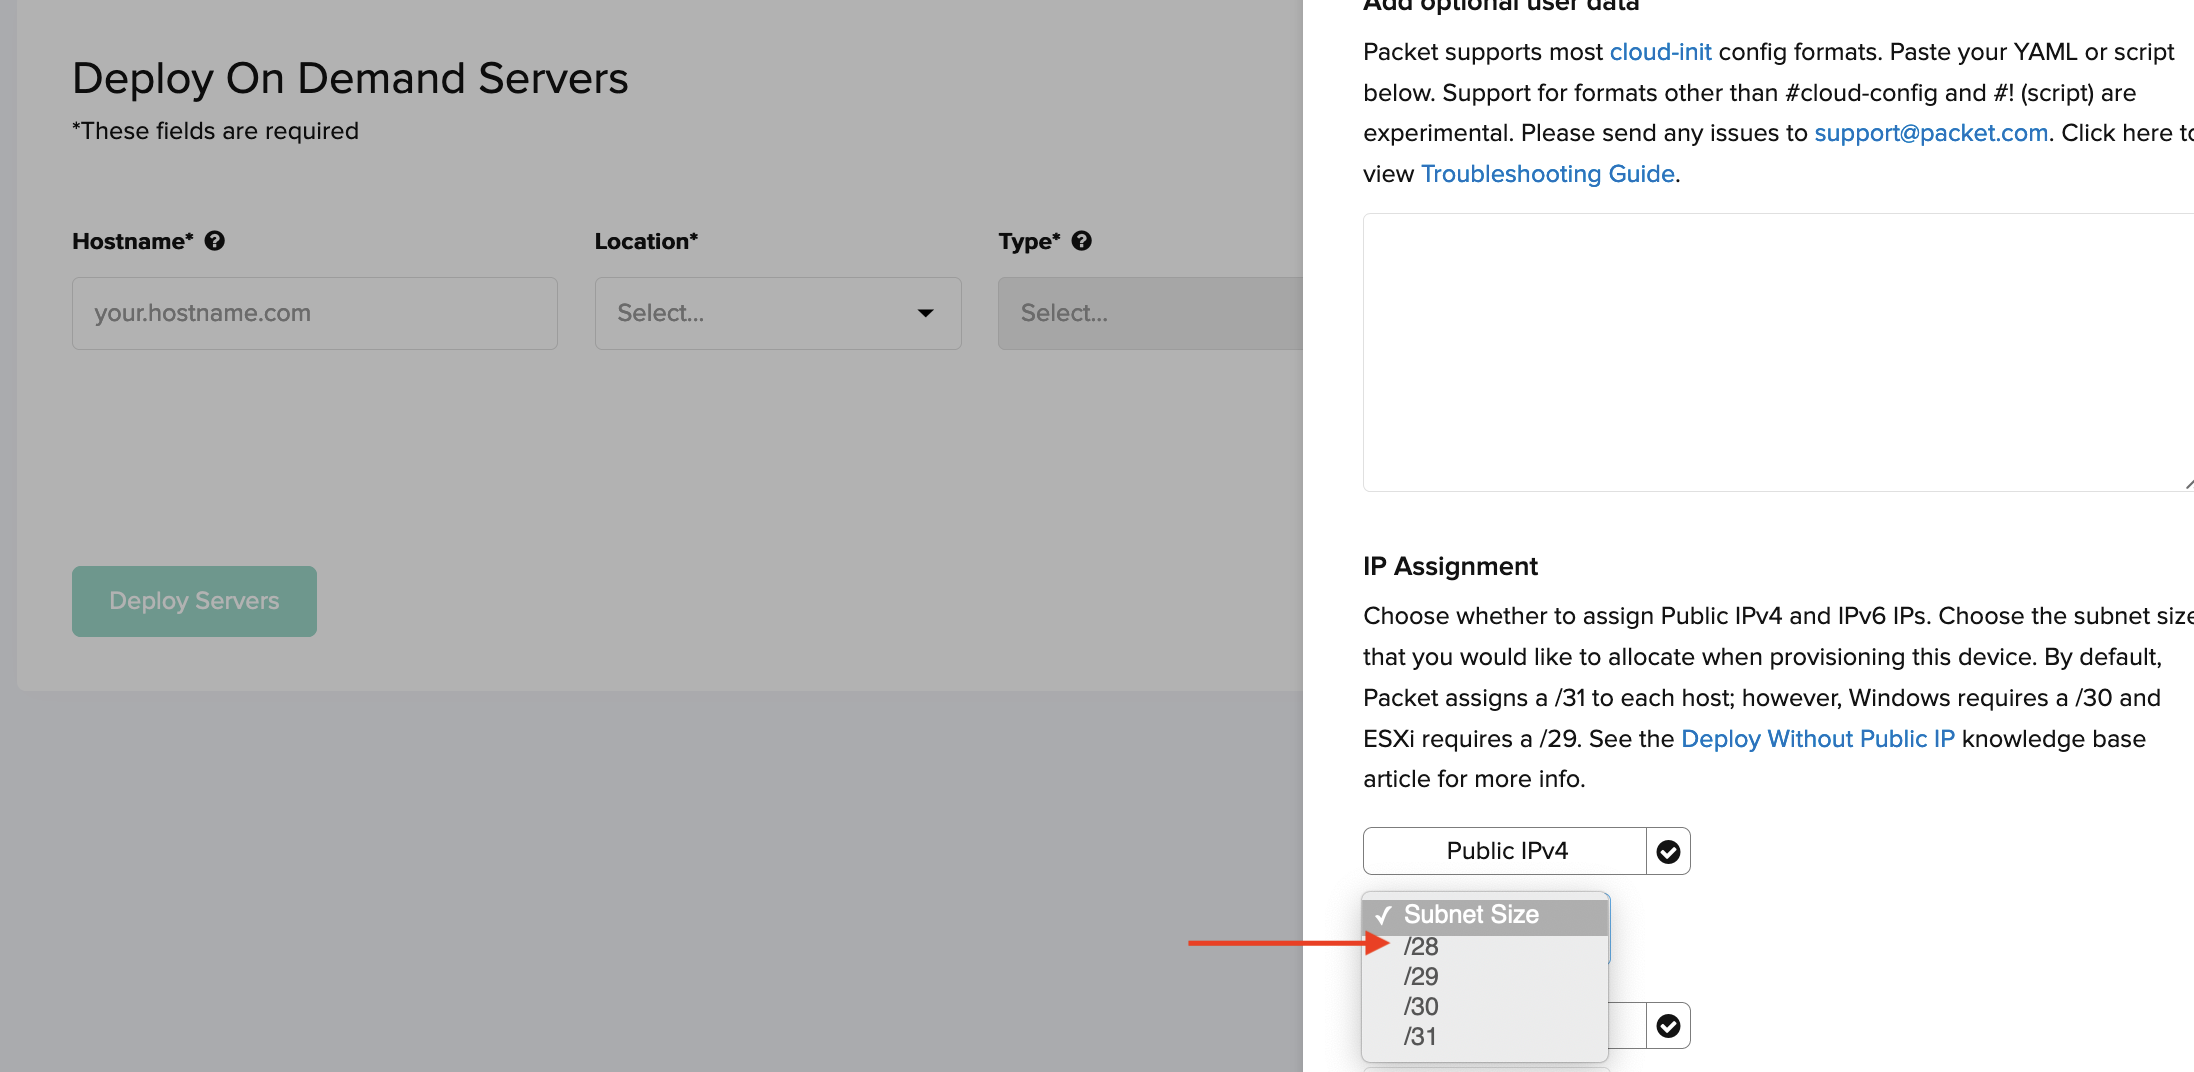 Deploy On Demand Servers
*These fields are required
Hostname*
Location*
Type*
your.hostname.com
Select...
Select...
Deploy Servers
Add optional user data
Packet supports most cloud-init config formats. Paste your YAML or script
below. Support for formats other than #cloud-config and #! (script) are
experimental. Please send any issues to support@packet.com. Click here to
view Troubleshooting Guide.
IP Assignment
Choose whether to assign Public IPv4 and IPv6 IPs. Choose the subnet size
that you would like to allocate when provisioning this device. By default,
Packet assigns a /31 to each host; however, Windows requires a /30 and
ESXi requires a /29. See the Deploy Without Public IP knowledge base
article for more info.
Public IPv4
✓ Subnet Size
/28
/29
/30
/31